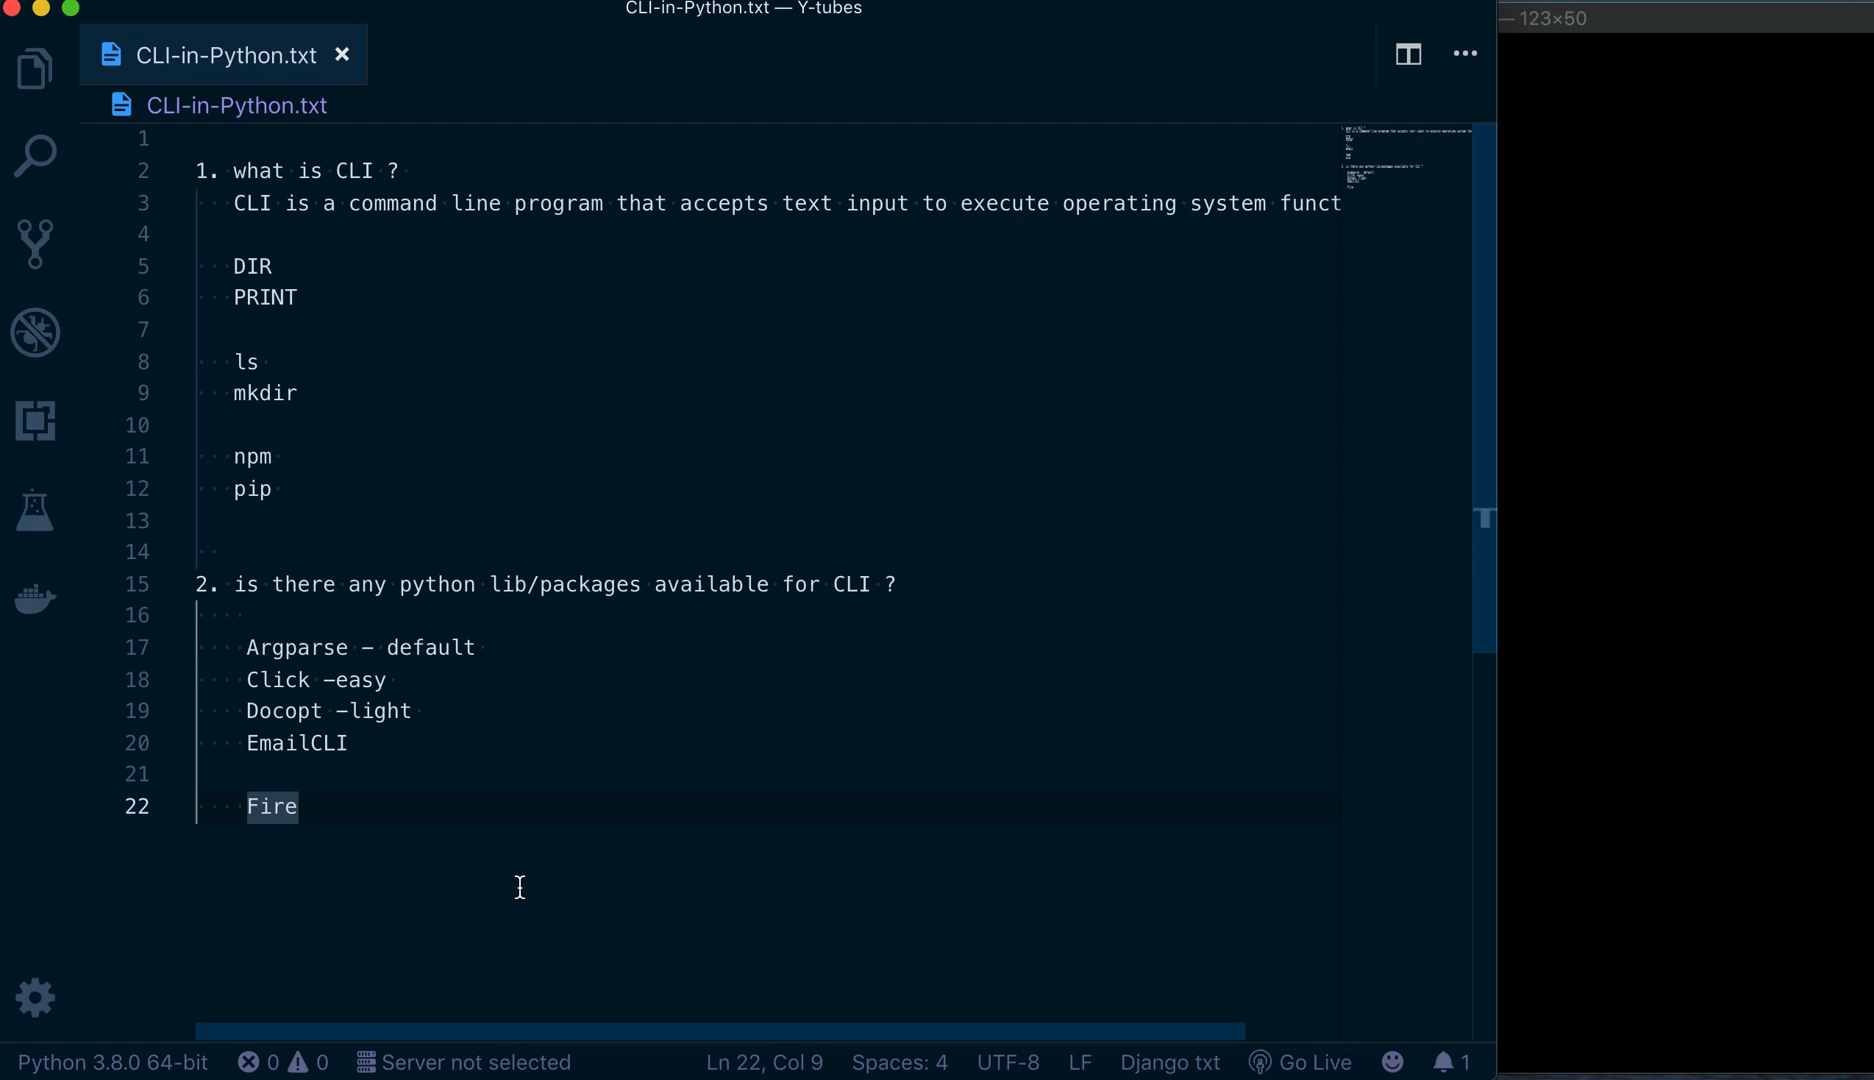 CLI-in-Python.txt — Y-tubes
— 123×50
CLI-in-Python.txt
CLI-in-Python.txt
1
2 1. what is CLI ?
3 CLI is a command line program that accepts text input to execute operating system funct
4
5 DIR
6 PRINT
7
8 ls
9 mkdir
10
11 npm
12 pip
13
14
15 2. is there any python lib/packages available for CLI ?
16
17 Argparse - default
18 Click -easy
19 Docopt -light
20 EmailCLI
21
22 Fire
Python 3.8.0 64-bit 0 0 Server not selected Ln 22, Col 9 Spaces: 4 UTF-8 LF Django txt Go Live 1